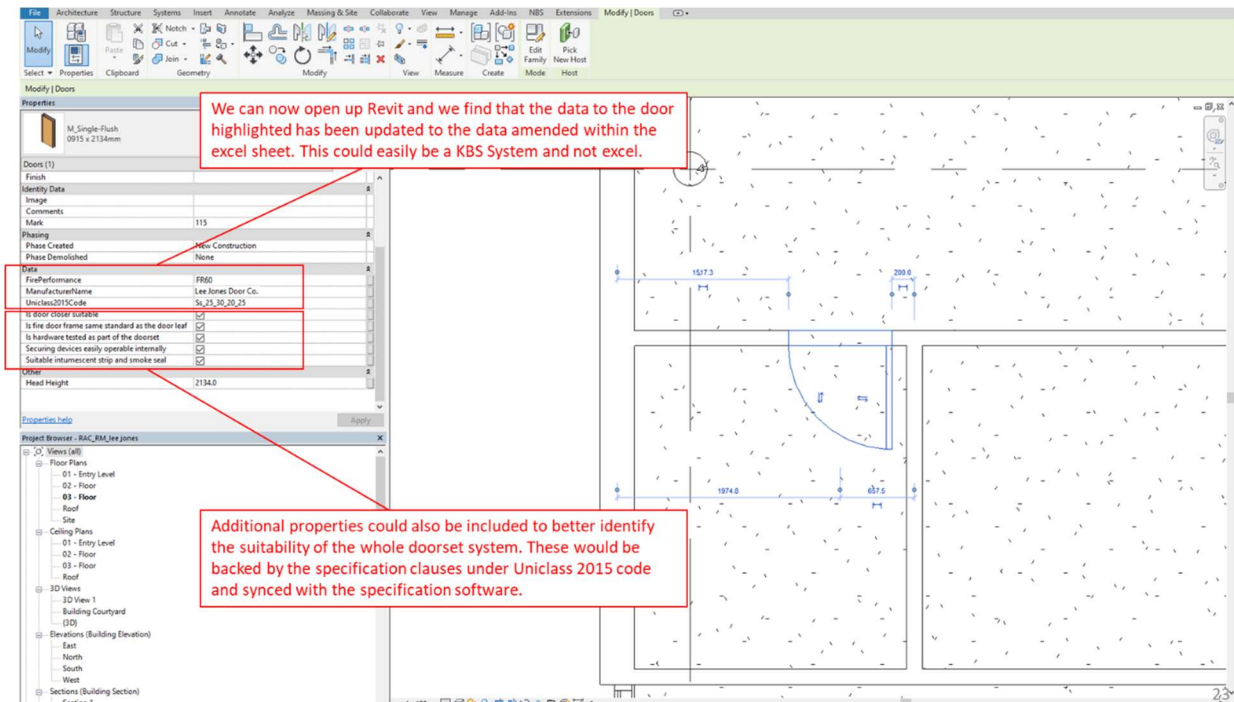 File Architecture Structure Systems Insert Annotate Analyze Massing & Site Collaborate View Manage Add-Ins NBS Extensions Modify | Doors
Modify
Paste
Notch
Cut
Join
Edit Family
Pick New Host
Select Properties Clipboard Geometry Modify View Measure Create Mode Host
Modify | Doors
Properties
M_Single-Flush
0915 x 2134mm
Doors (1)
Finish
Identity Data
Image
Comments
Mark 115
Phasing
Phase Created New Construction
Phase Demolished None
Data
FirePerformance FR60
ManufacturerName Lee Jones Door Co.
Uniclass2015Code Ss_25_30_20_25
Is door closer suitable
Is fire door frame same standard as the door leaf
Is hardware tested as part of the doorset
Securing devices easily operable internally
Suitable intumescent strip and smoke seal
Other
Head Height 2134.0
Properties help Apply
We can now open up Revit and we find that the data to the door
highlighted has been updated to the data amended within the
excel sheet. This could easily be a KBS System and not excel.
1517.3 200.0
1974.8 657.5
Project Browser - RAC_RM_lee jones
Views (all)
Floor Plans
01 - Entry Level
02 - Floor
03 - Floor
Roof
Site
Ceiling Plans
01 - Entry Level
02 - Floor
03 - Floor
Roof
3D Views
3D View 1
Building Courtyard
{3D}
Elevations (Building Elevation)
East
North
South
West
Sections (Building Section)
Additional properties could also be included to better identify
the suitability of the whole doorset system. These would be
backed by the specification clauses under Uniclass 2015 code
and synced with the specification software.
23